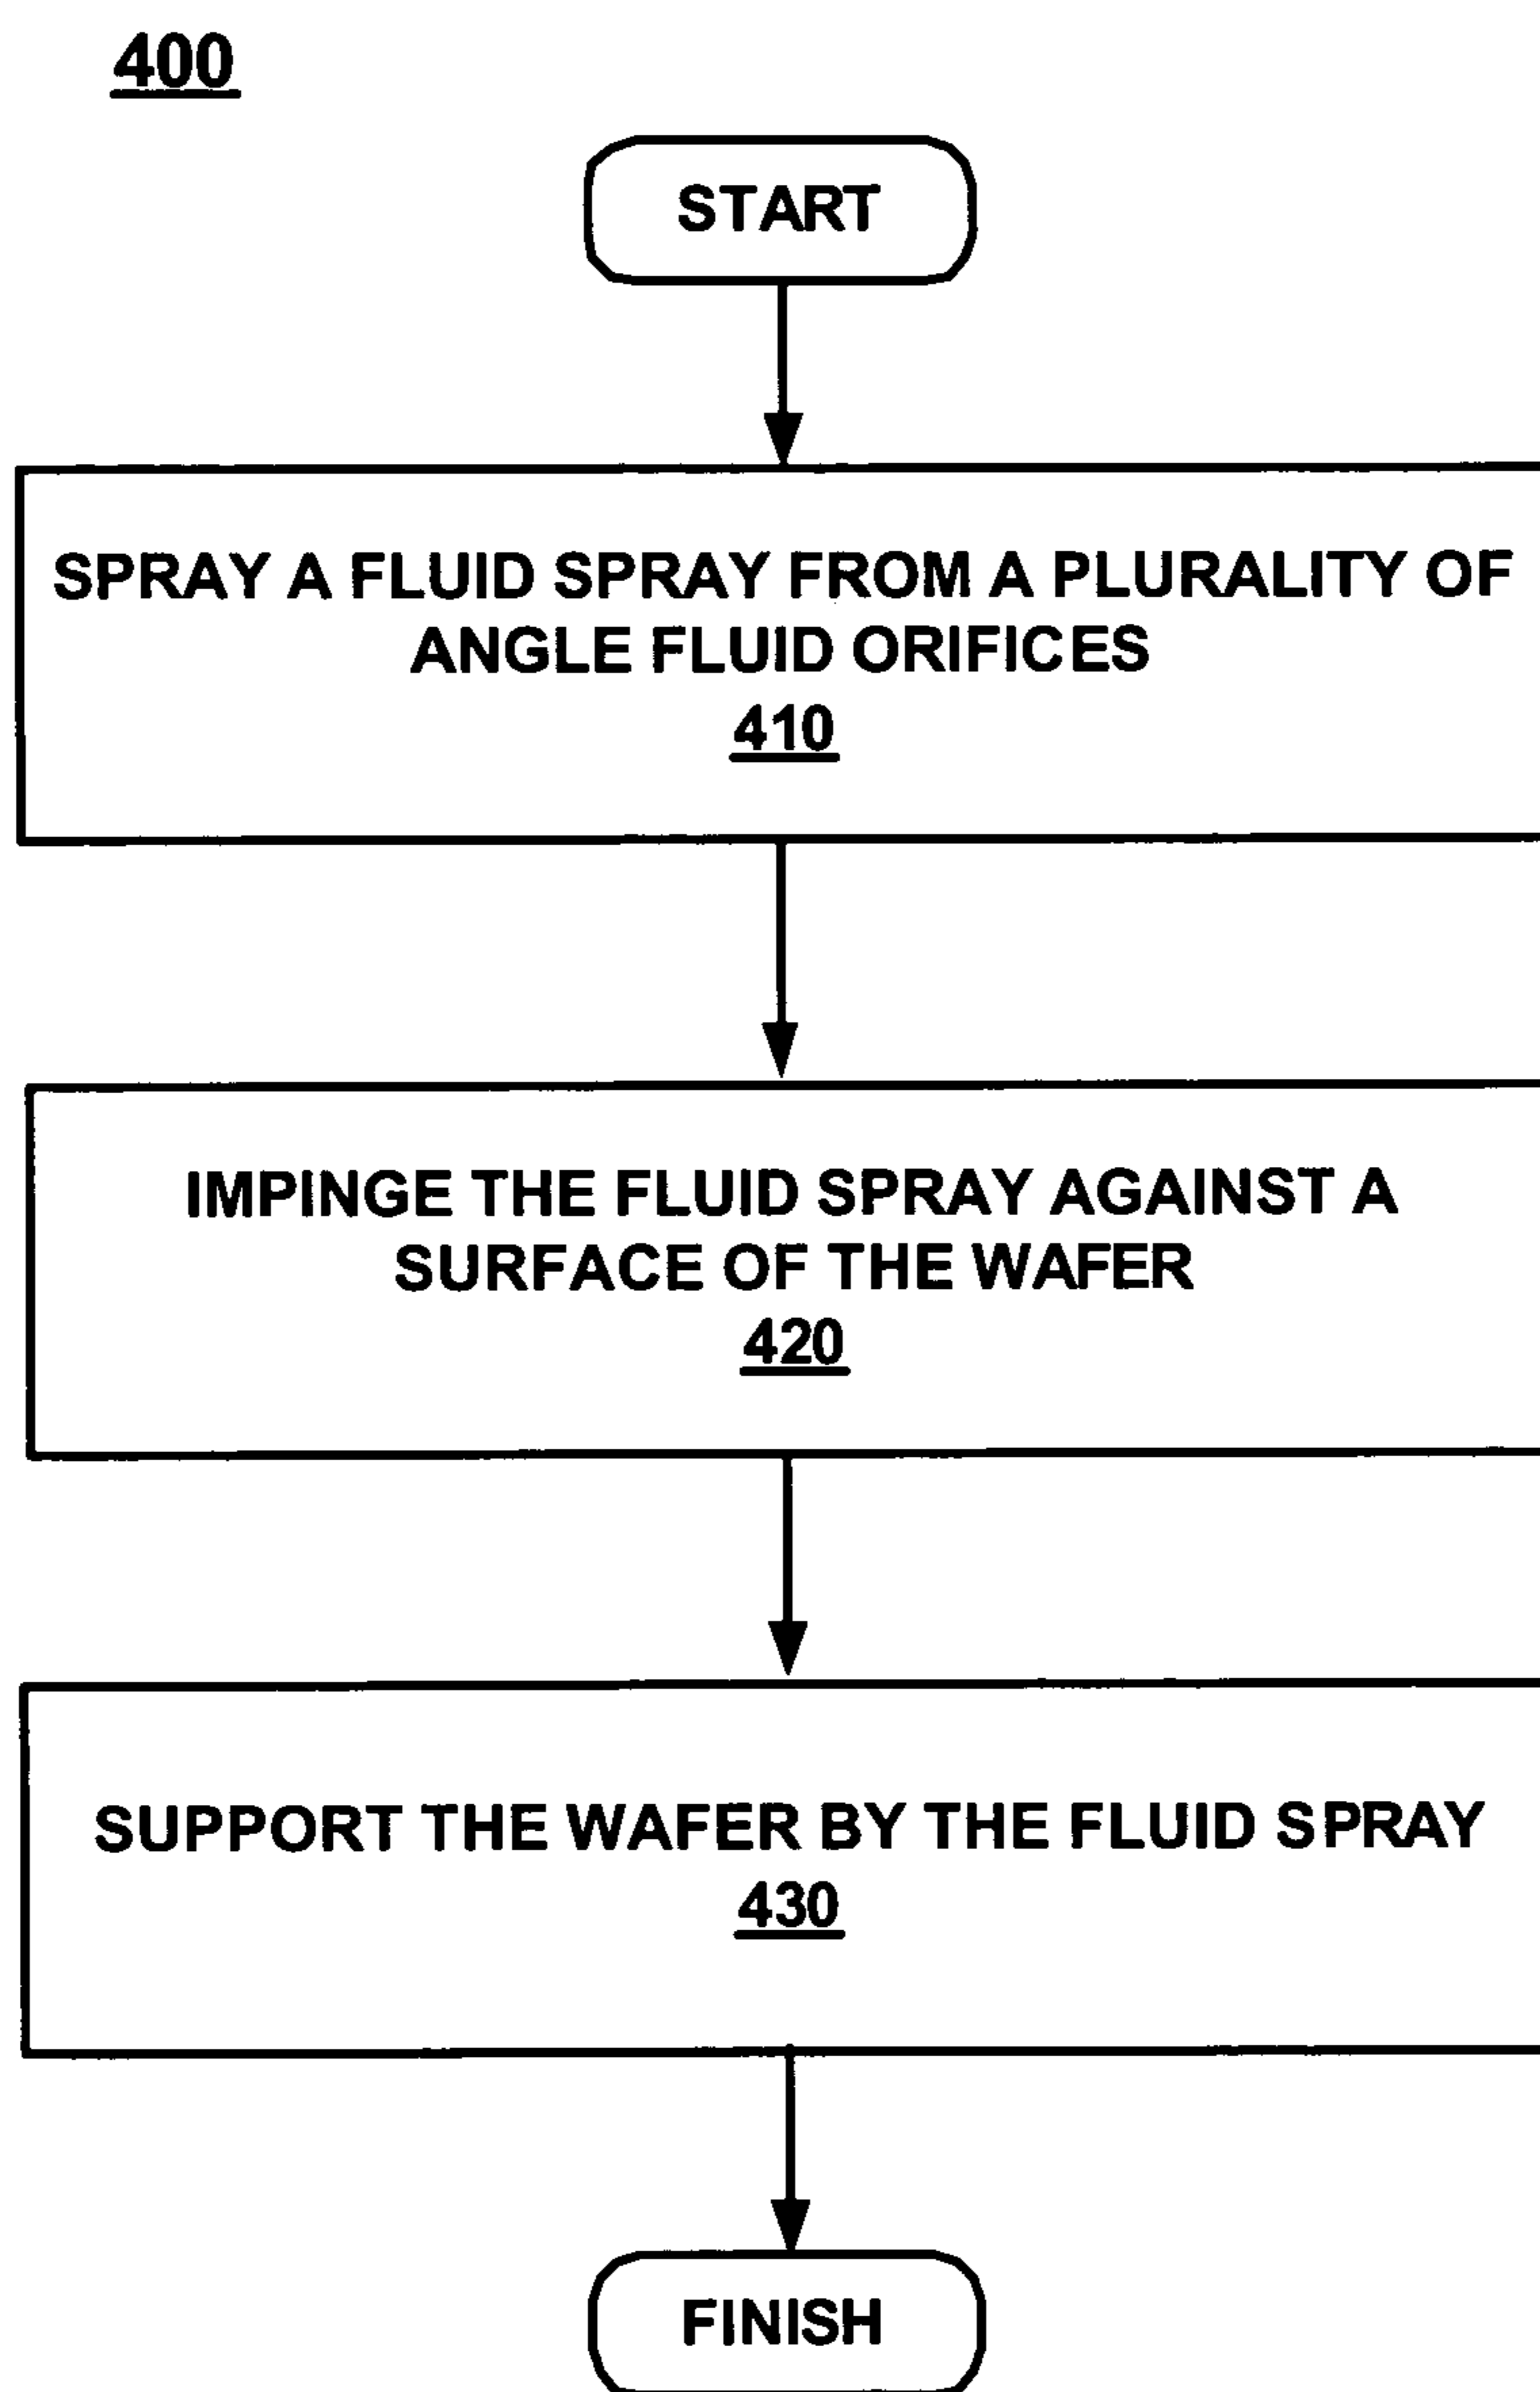 400
START
SPRAY A FLUID SPRAY FROM A PLURALITY OF
ANGLE FLUID ORIFICES
410
IMPINGE THE FLUID SPRAY AGAINST A
SURFACE OF THE WAFER
420
SUPPORT THE WAFER BY THE FLUID SPRAY
430
FINISH